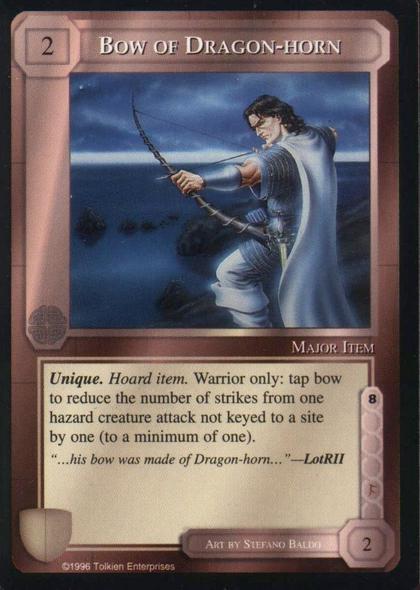 2
BOW OF DRAGON-HORN
MAJOR ITEM
Unique. Hoard item. Warrior only: tap bow
to reduce the number of strikes from one
hazard creature attack not keyed to a site
by one (to a minimum of one).
“...his bow was made of Dragon-horn...”—LotRII
8
ART BY STEFANO BALDO
2
©1996 Tolkien Enterprises